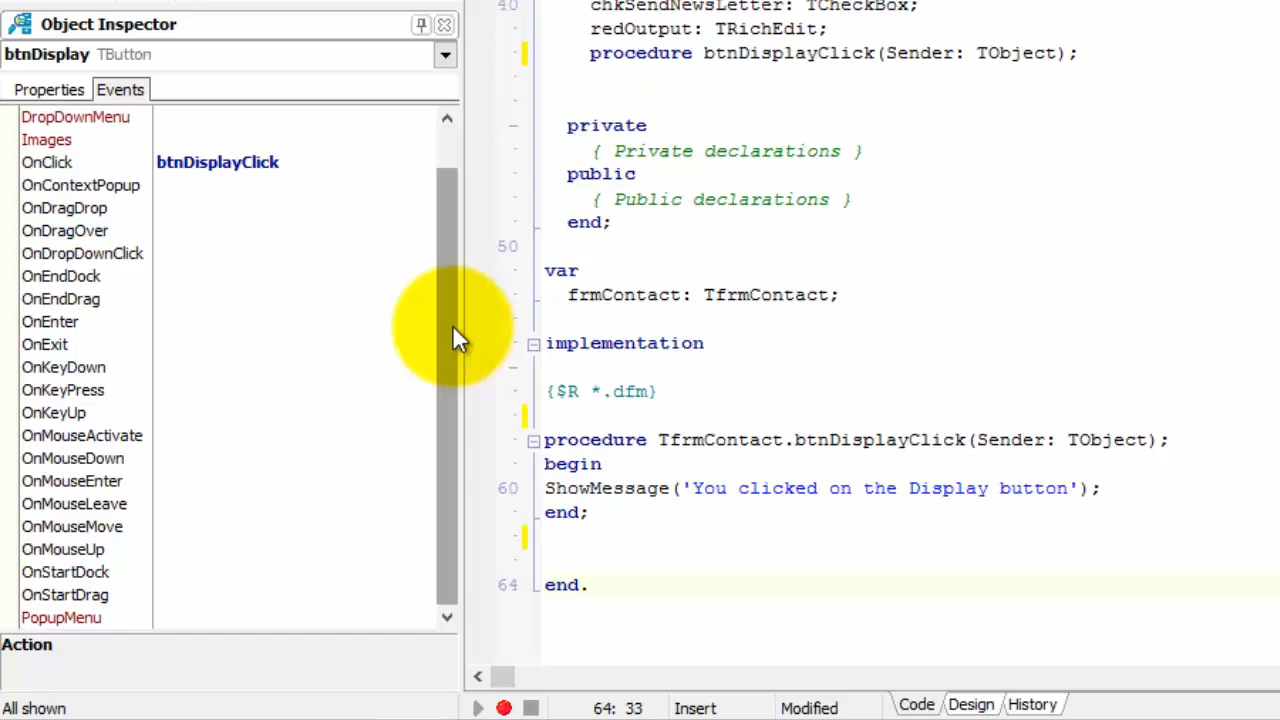 Object Inspector
btnDisplay TButton
Properties Events
DropDownMenu
Images
OnClick btnDisplayClick
OnContextPopup
OnDragDrop
OnDragOver
OnDropDownClick
OnEndDock
OnEndDrag
OnEnter
OnExit
OnKeyDown
OnKeyPress
OnKeyUp
OnMouseActivate
OnMouseDown
OnMouseEnter
OnMouseLeave
OnMouseMove
OnMouseUp
OnStartDock
OnStartDrag
PopupMenu
Action
All shown
40 chkSendNewsLetter: TCheckBox;
redOutput: TRichEdit;
procedure btnDisplayClick(Sender: TObject);
private
{ Private declarations }
public
{ Public declarations }
end;
50
var
frmContact: TfrmContact;
implementation
{$R *.dfm}
procedure TfrmContact.btnDisplayClick(Sender: TObject);
begin
60 ShowMessage('You clicked on the Display button');
end;
64 end.
64: 33 Insert Modified Code Design History